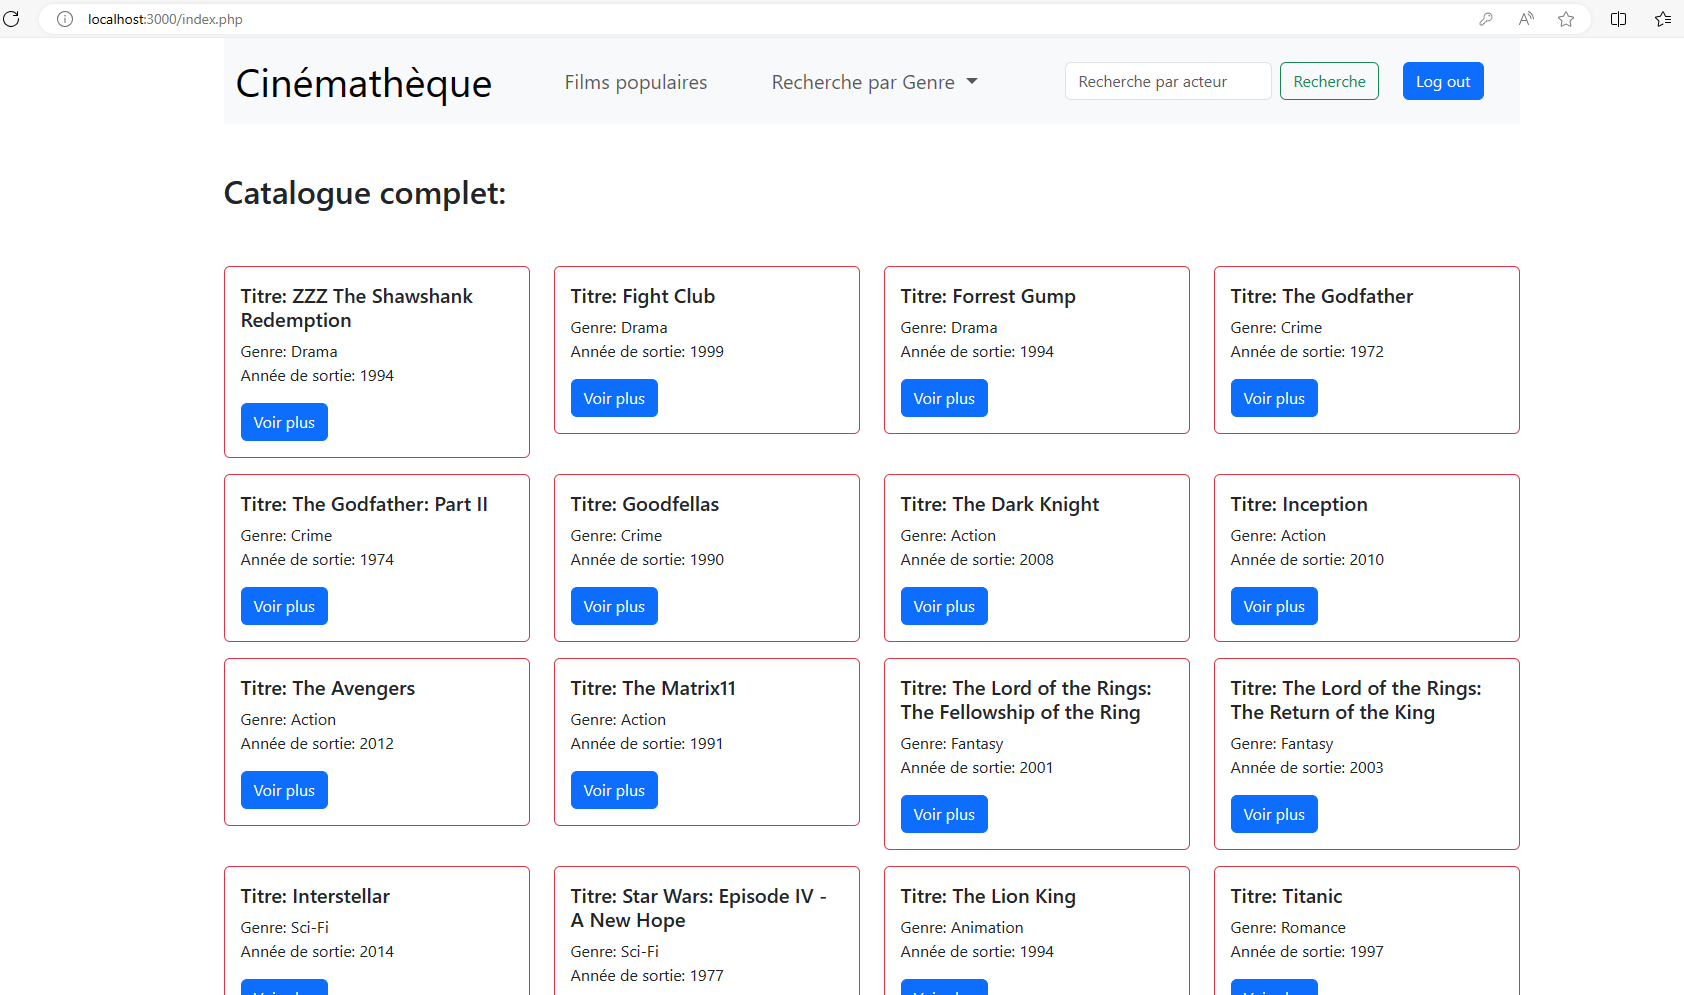 localhost:3000/index.php
Cinémathèque
Films populaires
Recherche par Genre
Recherche par acteur
Recherche
Log out
Catalogue complet:
Titre: ZZZ The Shawshank
Redemption
Genre: Drama
Année de sortie: 1994
Voir plus
Titre: Fight Club
Genre: Drama
Année de sortie: 1999
Voir plus
Titre: Forrest Gump
Genre: Drama
Année de sortie: 1994
Voir plus
Titre: The Godfather
Genre: Crime
Année de sortie: 1972
Voir plus
Titre: The Godfather: Part II
Genre: Crime
Année de sortie: 1974
Voir plus
Titre: Goodfellas
Genre: Crime
Année de sortie: 1990
Voir plus
Titre: The Dark Knight
Genre: Action
Année de sortie: 2008
Voir plus
Titre: Inception
Genre: Action
Année de sortie: 2010
Voir plus
Titre: The Avengers
Genre: Action
Année de sortie: 2012
Voir plus
Titre: The Matrix11
Genre: Action
Année de sortie: 1991
Voir plus
Titre: The Lord of the Rings:
The Fellowship of the Ring
Genre: Fantasy
Année de sortie: 2001
Voir plus
Titre: The Lord of the Rings:
The Return of the King
Genre: Fantasy
Année de sortie: 2003
Voir plus
Titre: Interstellar
Genre: Sci-Fi
Année de sortie: 2014
Titre: Star Wars: Episode IV -
A New Hope
Genre: Sci-Fi
Année de sortie: 1977
Titre: The Lion King
Genre: Animation
Année de sortie: 1994
Titre: Titanic
Genre: Romance
Année de sortie: 1997